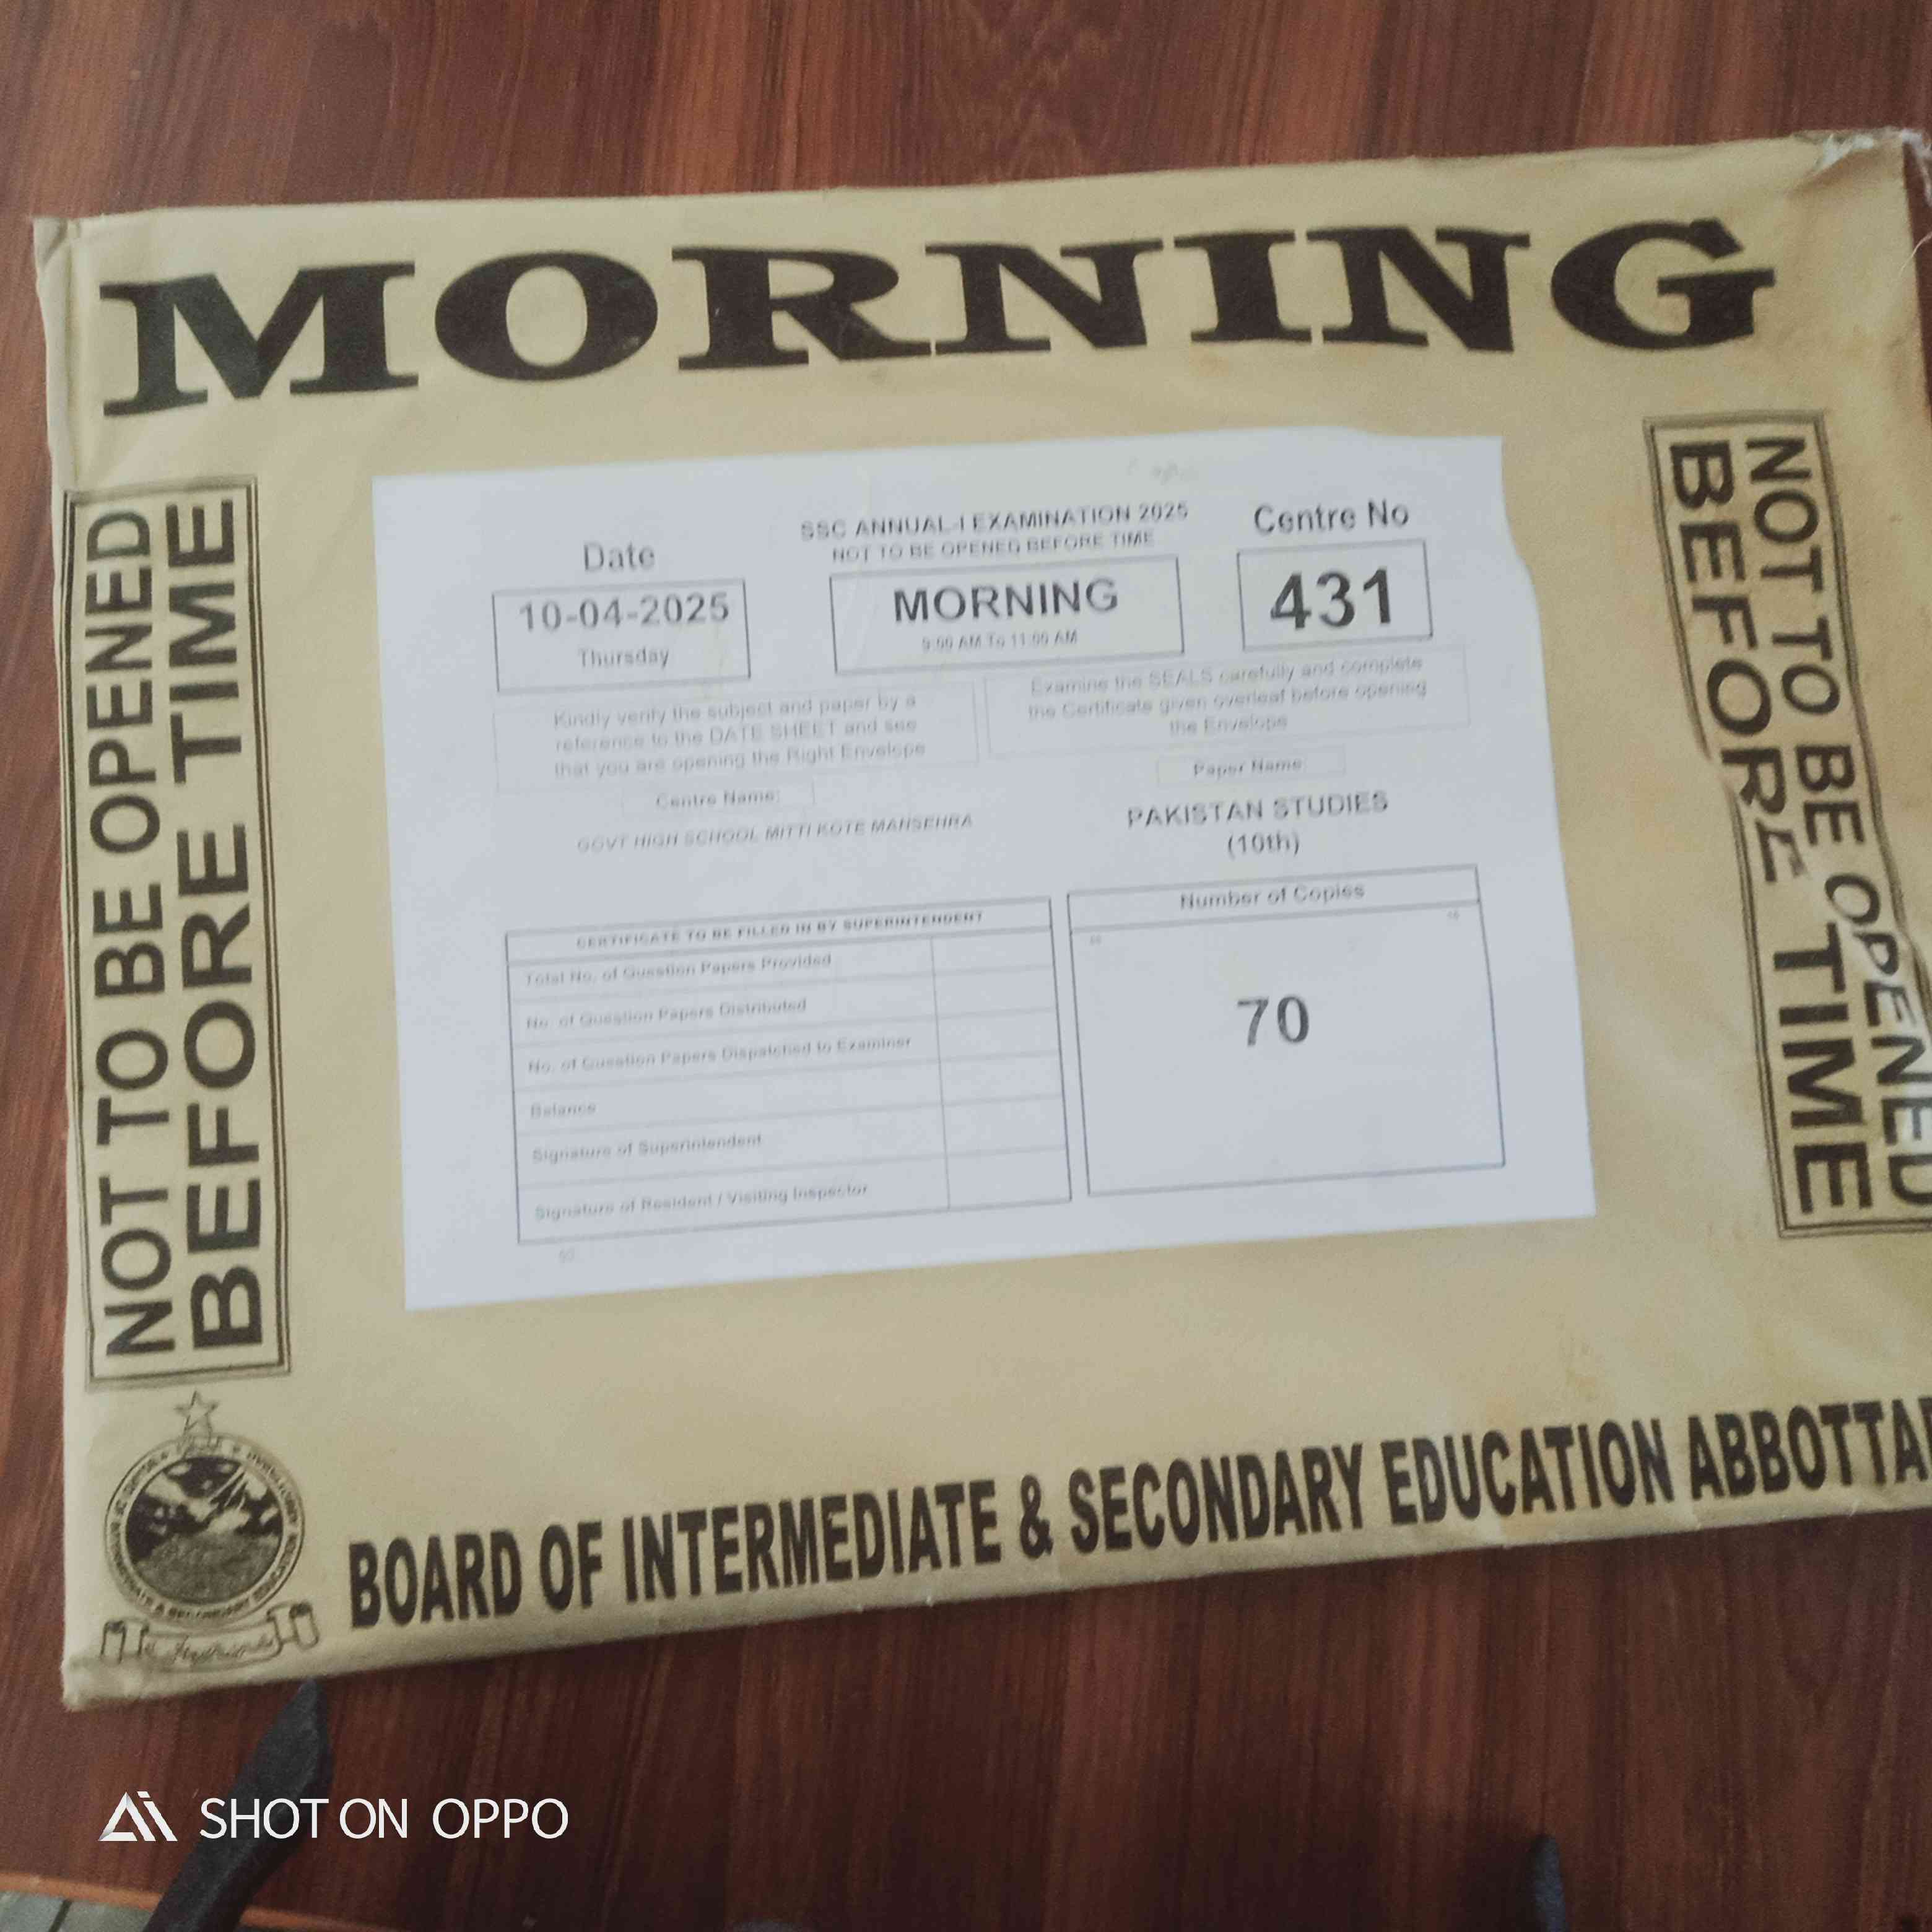 MORNING
NOT TO BE OPENED
BEFORE TIME
NOT TO BE OPENED
BEFORE TIME
SSC ANNUAL-I EXAMINATION 2025
NOT TO BE OPENED BEFORE TIME
Date
10-04-2025
Thursday
MORNING
9:00 AM To 11:00 AM
Centre No
431
Kindly verify the subject and paper by a
reference to the DATE SHEET and see
that you are opening the Right Envelope
Examine the SEALS carefully and complete
the Certificate given overleaf before opening
the Envelope
Centre Name:
GOVT HIGH SCHOOL MITTI KOTE MANSEHRA
Paper Name:
PAKISTAN STUDIES
(10th)
CERTIFICATE TO BE FILLED IN BY SUPERINTENDENT
Total No. of Question Papers Provided
No. of Question Papers Distributed
No. of Question Papers Dispatched to Examiner
Balance
Signature of Superintendent
Signature of Resident / Visiting Inspector
Number of Copies
70
BOARD OF INTERMEDIATE & SECONDARY EDUCATION ABBOTTA
SHOT ON OPPO